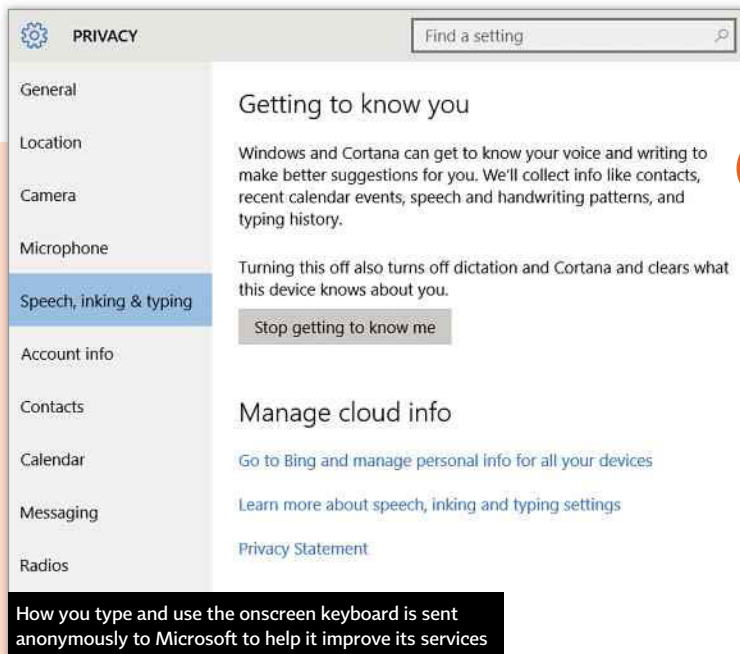 PRIVACY
Find a setting
General
Location
Camera
Microphone
Speech, inking & typing
Account info
Contacts
Calendar
Messaging
Radios
Getting to know you
Windows and Cortana can get to know your voice and writing to
make better suggestions for you. We'll collect info like contacts,
recent calendar events, speech and handwriting patterns, and
typing history.
Turning this off also turns off dictation and Cortana and clears what
this device knows about you.
Stop getting to know me
Manage cloud info
Go to Bing and manage personal info for all your devices
Learn more about speech, inking and typing settings
Privacy Statement
How you type and use the onscreen keyboard is sent
anonymously to Microsoft to help it improve its services